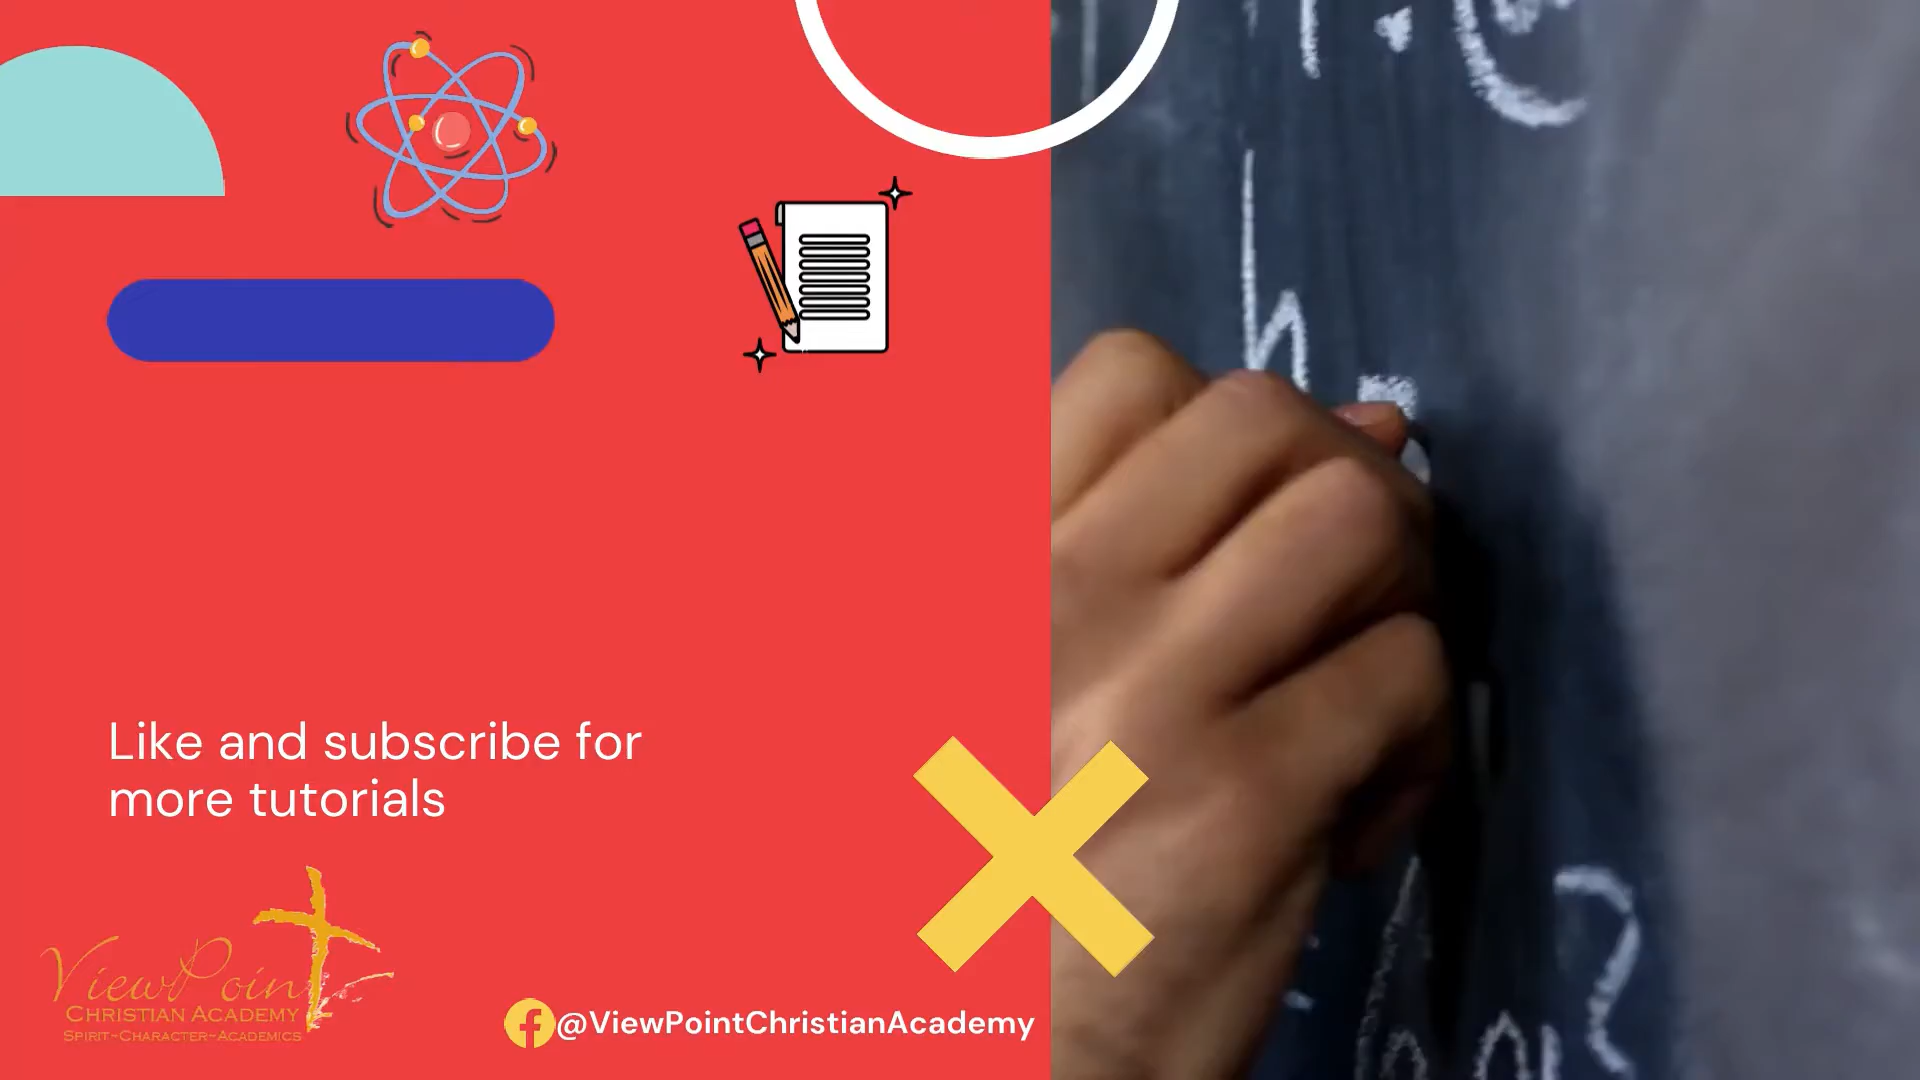 Like and subscribe for
more tutorials
ViewPoint
CHRISTIAN ACADEMY
SPIRIT~CHARACTER~ACADEMICS
@ViewPointChristianAcademy